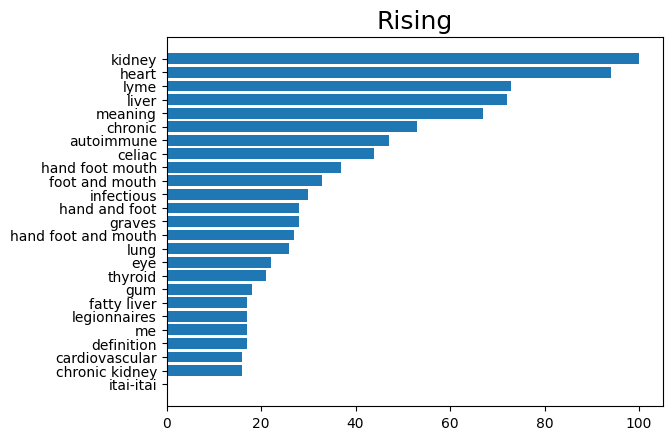 Rising
kidney
heart
lyme
liver
meaning
chronic
autoimmune
celiac
hand foot mouth
foot and mouth
infectious
hand and foot
graves
hand foot and mouth
lung
eye
thyroid
gum
fatty liver
legionnaires
me
definition
cardiovascular
chronic kidney
itai-itai
0 20 40 60 80 100